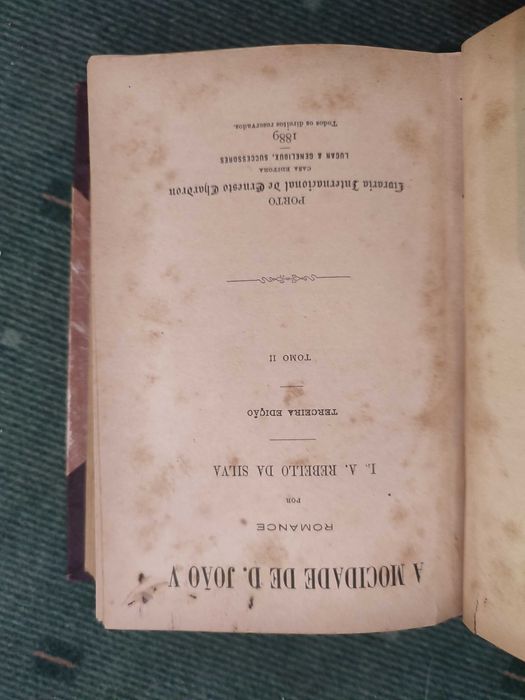 A MOCIDADE DE D. JOÃO V
ROMANCE
POR
L. A. REBELLO DA SILVA
TERCEIRA EDIÇÃO
TOMO II
PORTO
Livraria Internacional de Ernesto Chardron
CASA EDITORA
LUGAN & GENELIOUX, SUCCESSORES
1889
Todos os direitos reservados.